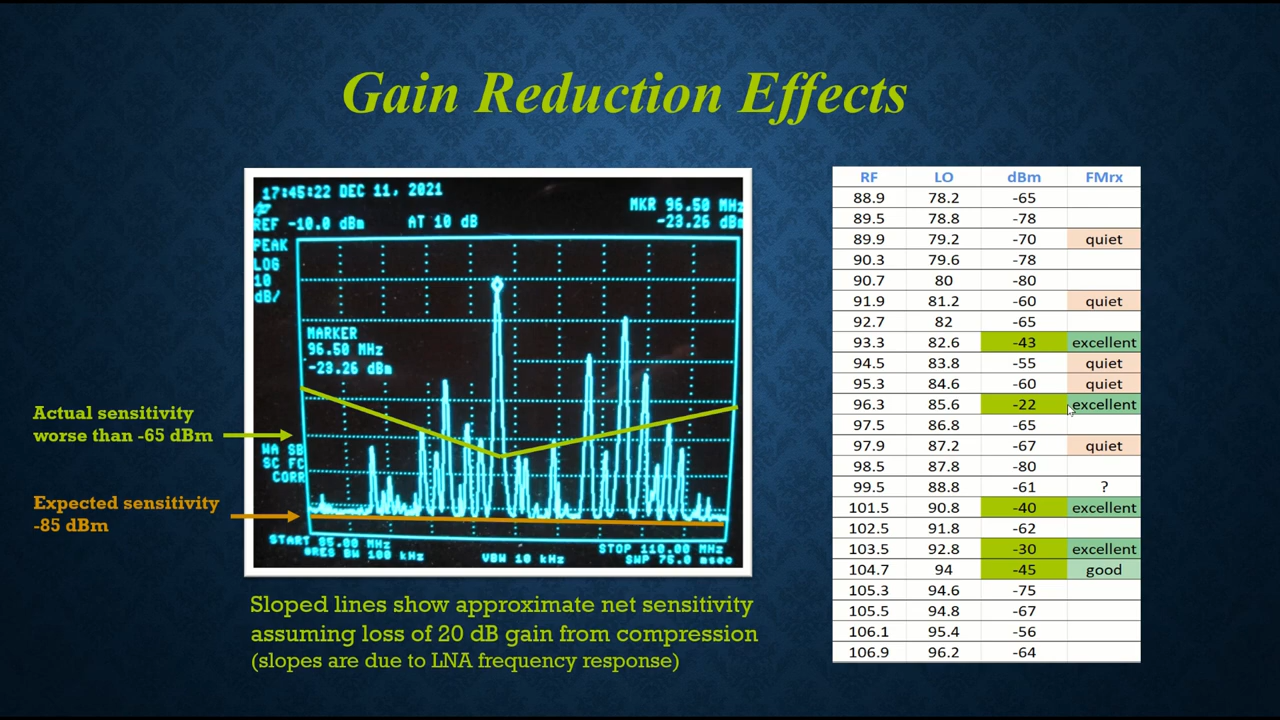 Gain Reduction Effects
17:45:22 DEC 11, 2021
REF -10.0 dBm AT 10 dB
MKR 96.50 MHz
-23.26 dBm
PEAK
LOG
10
dB/
MARKER
96.50 MHz
-23.26 dBm
WA SB
SC FC
CORR
START 85.00 MHz
STOP 110.00 MHz
RES BW 100 kHz
VBW 10 kHz
SWP 75.0 msec
Actual sensitivity
worse than -65 dBm
Expected sensitivity
-85 dBm
Sloped lines show approximate net sensitivity
assuming loss of 20 dB gain from compression
(slopes are due to LNA frequency response)
RF LO dBm FMrx
88.9 78.2 -65
89.5 78.8 -78
89.9 79.2 -70 quiet
90.3 79.6 -78
90.7 80 -80
91.9 81.2 -60 quiet
92.7 82 -65
93.3 82.6 -43 excellent
94.5 83.8 -55 quiet
95.3 84.6 -60 quiet
96.3 85.6 -22 excellent
97.5 86.8 -65
97.9 87.2 -67 quiet
98.5 87.8 -80
99.5 88.8 -61 ?
101.5 90.8 -40 excellent
102.5 91.8 -62
103.5 92.8 -30 excellent
104.7 94 -45 good
105.3 94.6 -75
105.5 94.8 -67
106.1 95.4 -56
106.9 96.2 -64